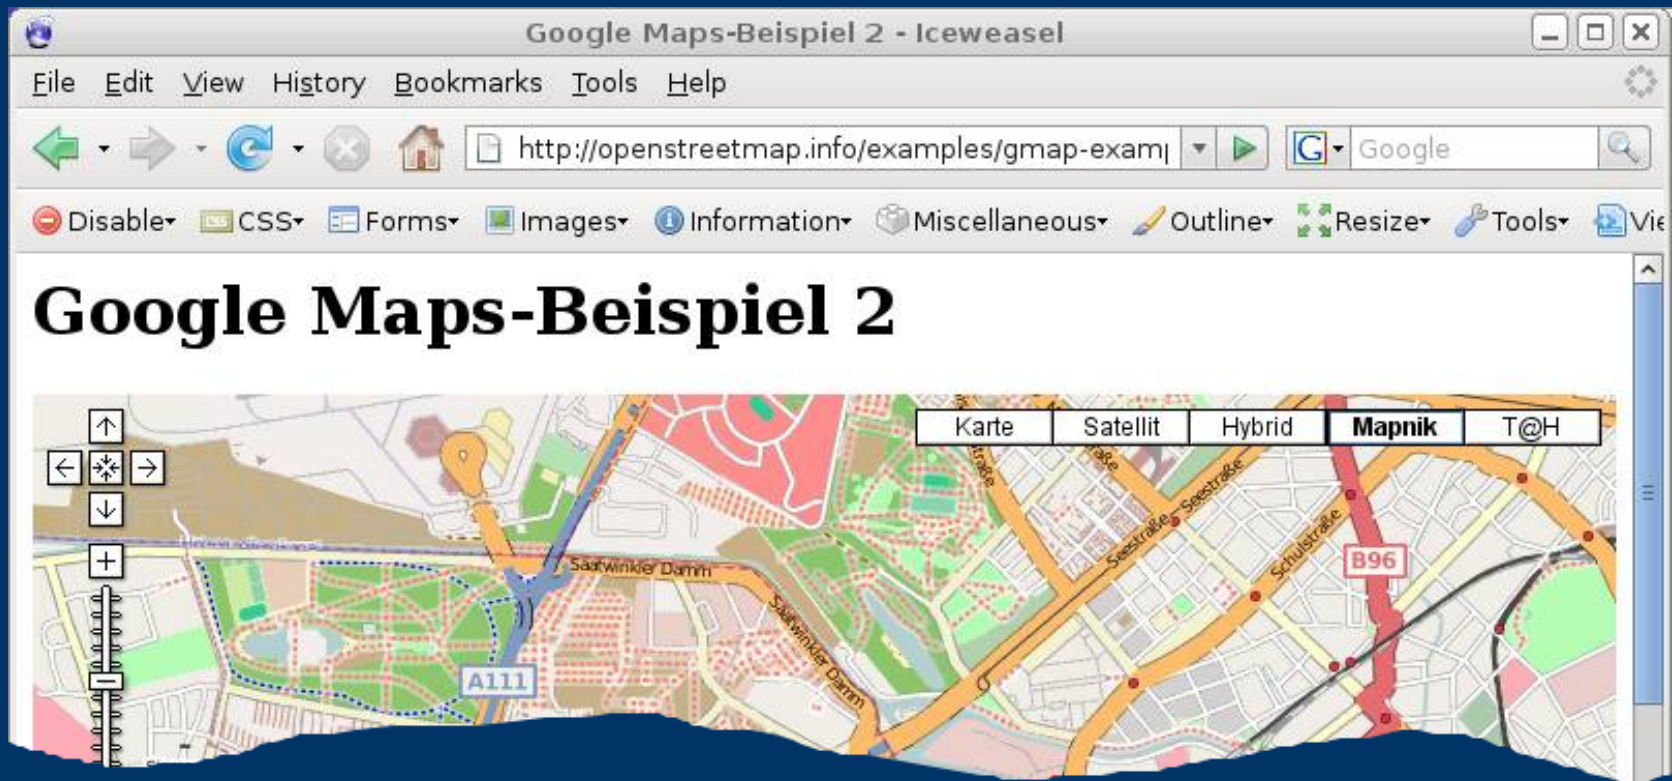 Google Maps-Beispiel 2 - Iceweasel
File Edit View History Bookmarks Tools Help
http://openstreetmap.info/examples/gmap-examp Google
Disable CSS Forms Images Information Miscellaneous Outline Resize Tools Vie
Google Maps-Beispiel 2
Karte Satellit Hybrid Mapnik T@H
Seestraße
Seestraße
Schulstraße
B96
Saatwinkler Damm
Saatwinkler Damm
A111